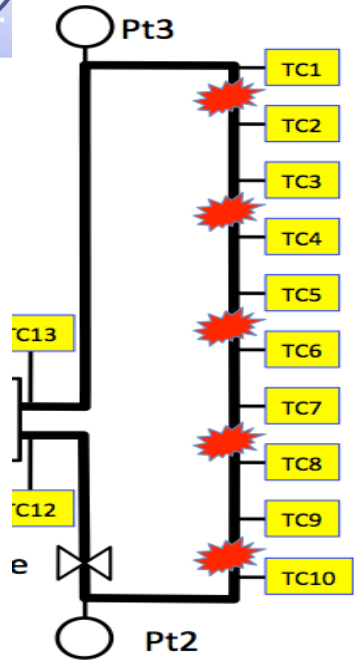 Pt3
TC1
TC2
TC3
TC4
TC5
TC13
TC6
TC7
TC8
TC12
TC9
e
TC10
Pt2